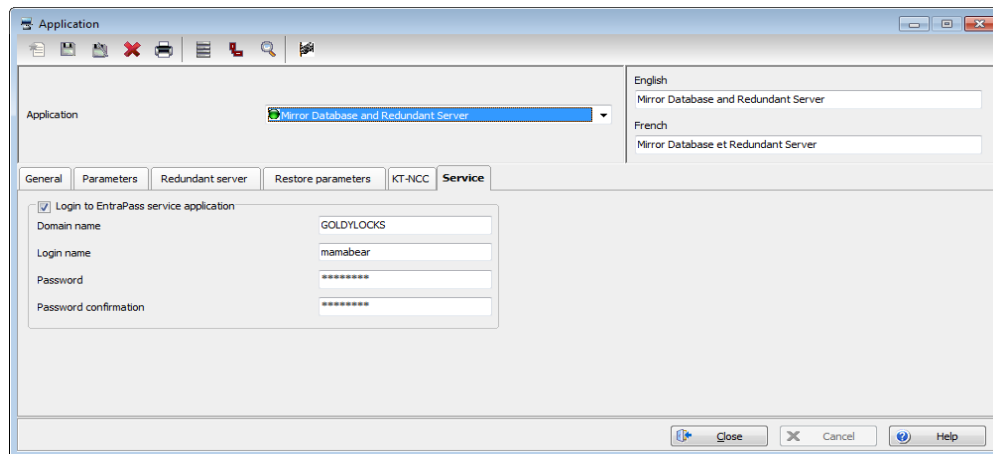 Application
English
Mirror Database and Redundant Server
Application
Mirror Database and Redundant Server
French
Mirror Database et Redundant Server
General Parameters Redundant server Restore parameters KT-NCC Service
Login to EntraPass service application
Domain name GOLDYLOCKS
Login name mamabear
Password ********
Password confirmation ********
Close Cancel Help